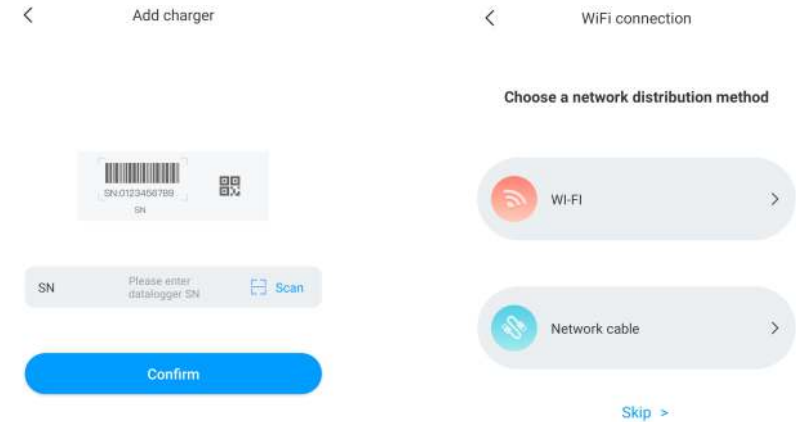 Add charger
SN:0123456789
SN
SN
Please enter
datalogger SN
Scan
Confirm
WiFi connection
Choose a network distribution method
WI-FI
Network cable
Skip >